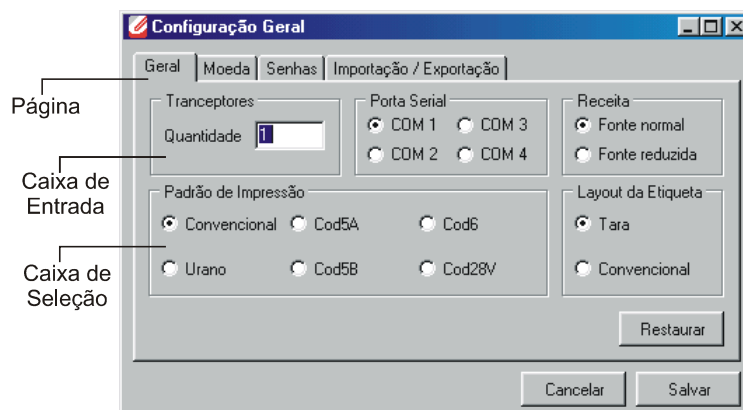 Configuração Geral
Geral Moeda Senhas Importação / Exportação
Página
Tranceptores
Quantidade 1
Porta Serial
COM 1 COM 3
COM 2 COM 4
Receita
Fonte normal
Fonte reduzida
Caixa de
Entrada
Padrão de Impressão
Convencional Cod5A Cod6
Urano Cod5B Cod28V
Layout da Etiqueta
Tara
Convencional
Caixa de
Seleção
Restaurar
Cancelar Salvar